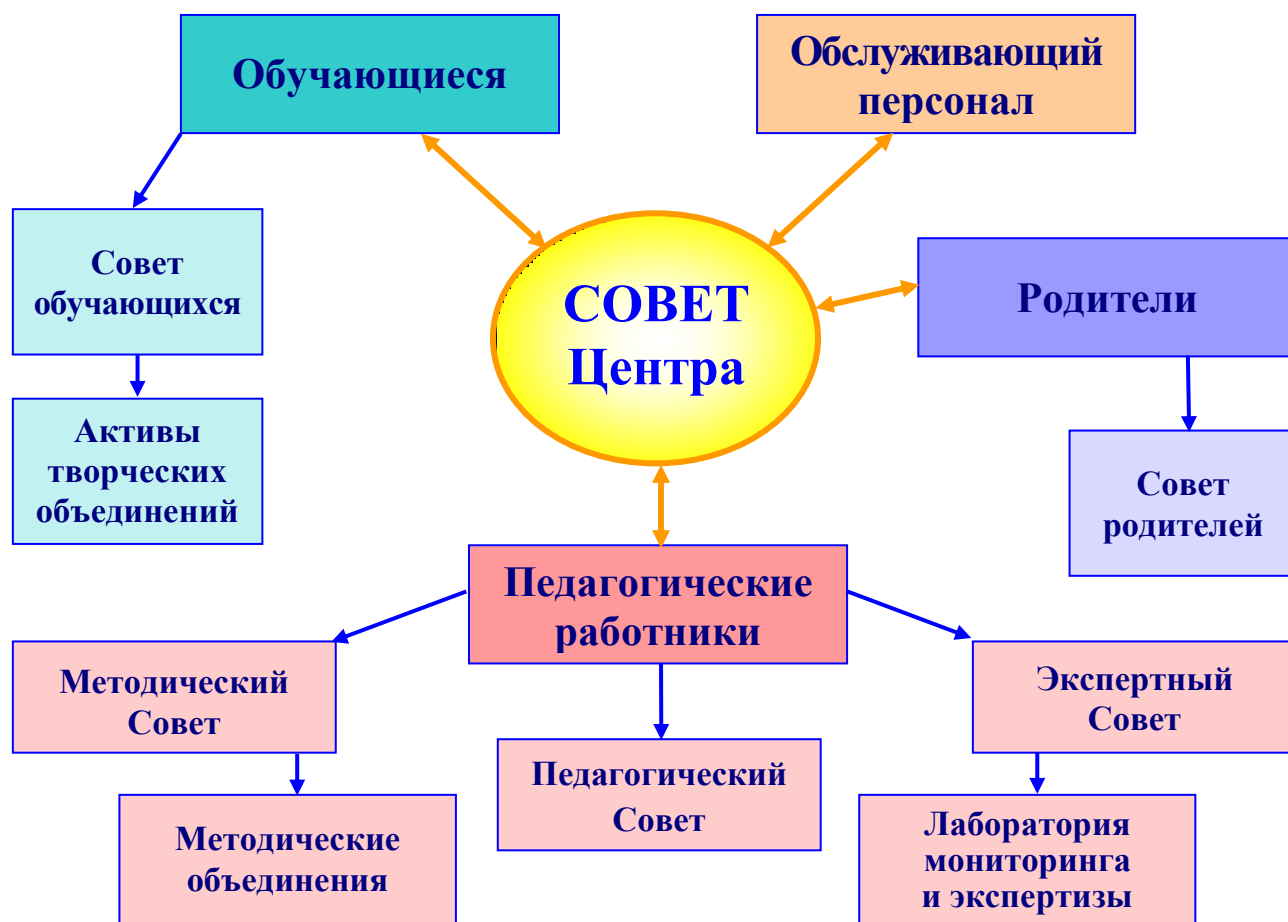 Обучающиеся
Обслуживающий
персонал
Совет
обучающихся
СОВЕТ
Центра
Родители
Активы
творческих
объединений
Совет
родителей
Педагогические
работники
Методический
Совет
Экспертный
Совет
Педагогический
Совет
Методические
объединения
Лаборатория
мониторинга
и экспертизы